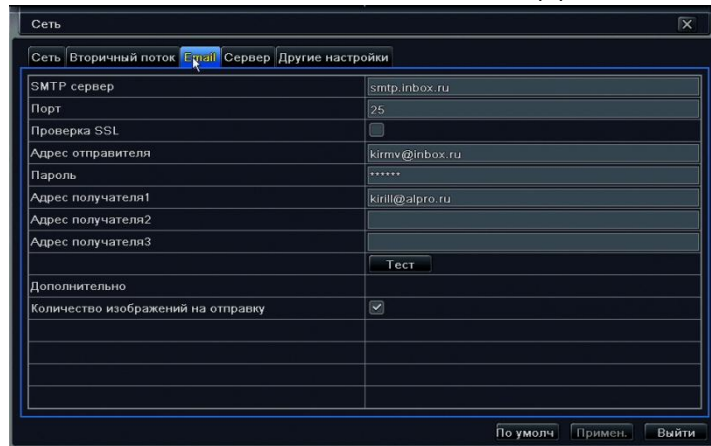 Сеть
Сеть Вторичный поток Email Сервер Другие настройки
SMTP сервер smtp.inbox.ru
Порт 25
Проверка SSL
Адрес отправителя kirmv@inbox.ru
Пароль ******
Адрес получателя1 kirill@alpro.ru
Адрес получателя2
Адрес получателя3
Тест
Дополнительно
Количество изображений на отправку
По умолч Примен. Выйти